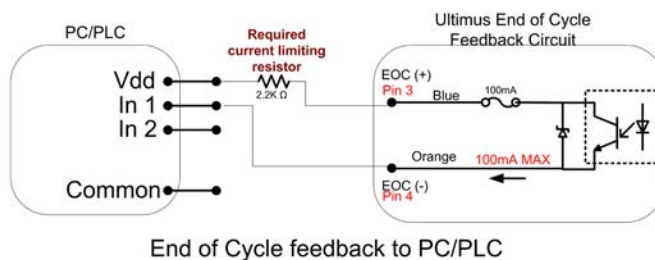 PC/PLC
Required
current limiting
resistor
2.2K Ω
Vdd
In 1
In 2
Common
Ultimus End of Cycle
Feedback Circuit
EOC (+)
Pin 3
Blue
100mA
Orange
100mA MAX
EOC (-)
Pin 4
End of Cycle feedback to PC/PLC